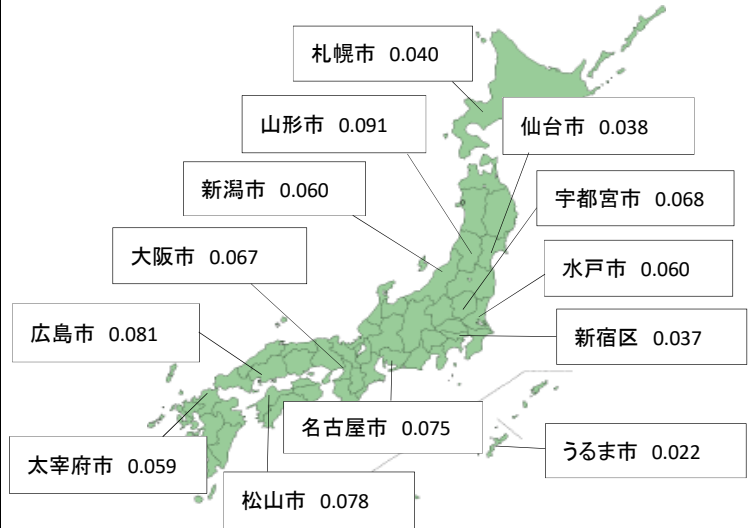 札幌市 0.040
山形市 0.091
仙台市 0.038
新潟市 0.060
宇都宮市 0.068
大阪市 0.067
水戸市 0.060
広島市 0.081
新宿区 0.037
名古屋市 0.075
太宰府市 0.059
うるま市 0.022
松山市 0.078